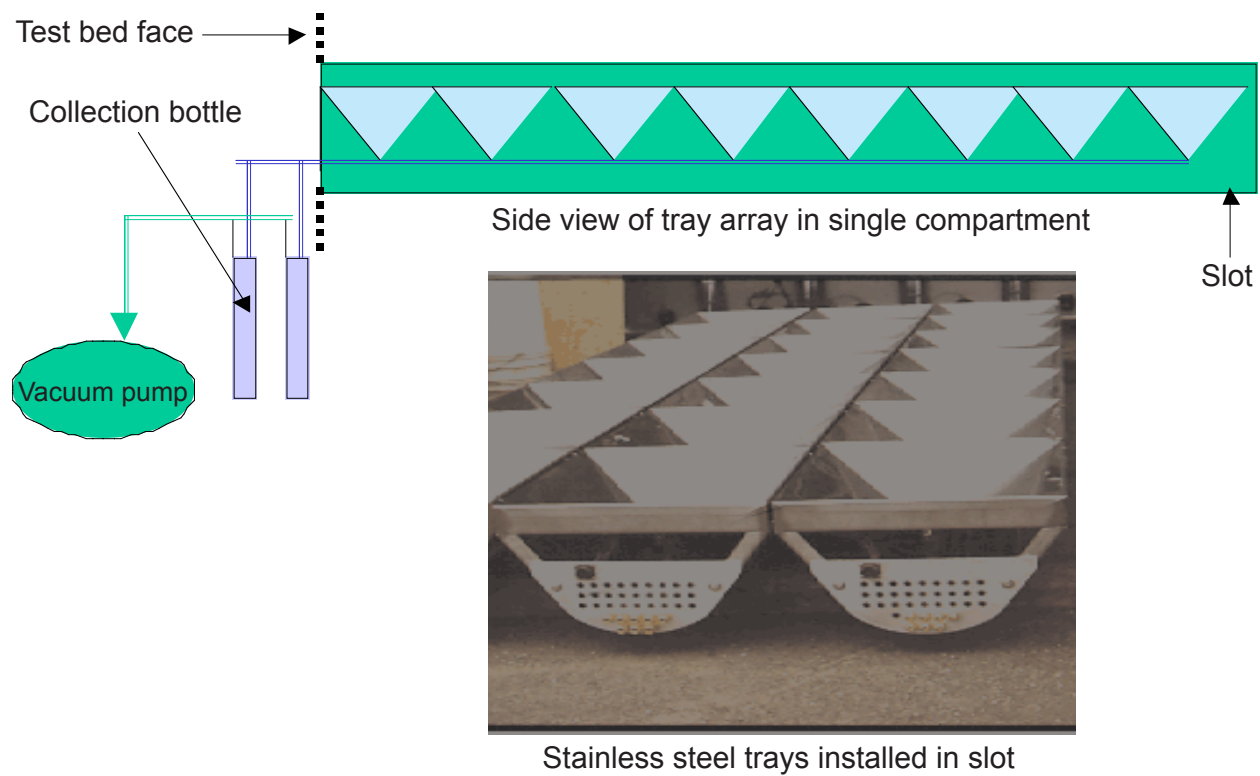 Test bed face
Collection bottle
Side view of tray array in single compartment
Slot
Vacuum pump
Stainless steel trays installed in slot